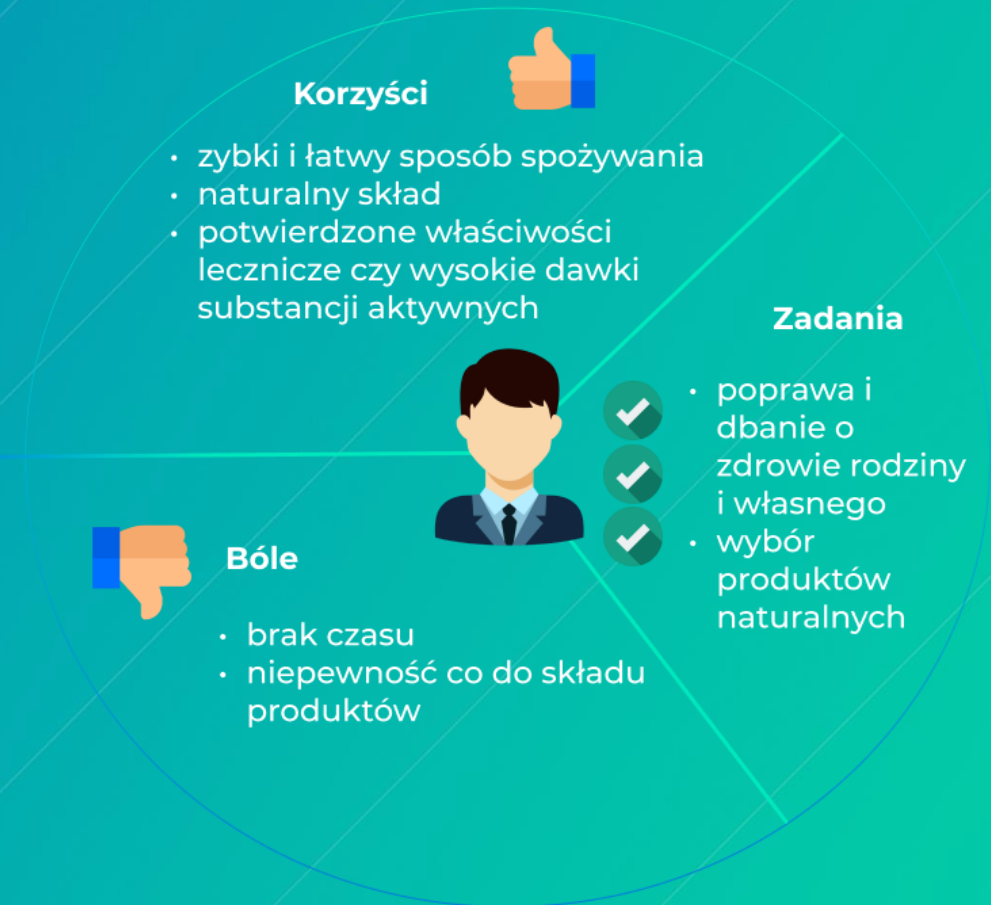 Korzyści
• zybki i łatwy sposób spożywania
• naturalny skład
• potwierdzone właściwości
lecznicze czy wysokie dawki
substancji aktywnych
Zadania
• poprawa i
dbanie o
zdrowie rodziny
i własnego
• wybór
produktów
naturalnych
Bóle
• brak czasu
• niepewność co do składu
produktów